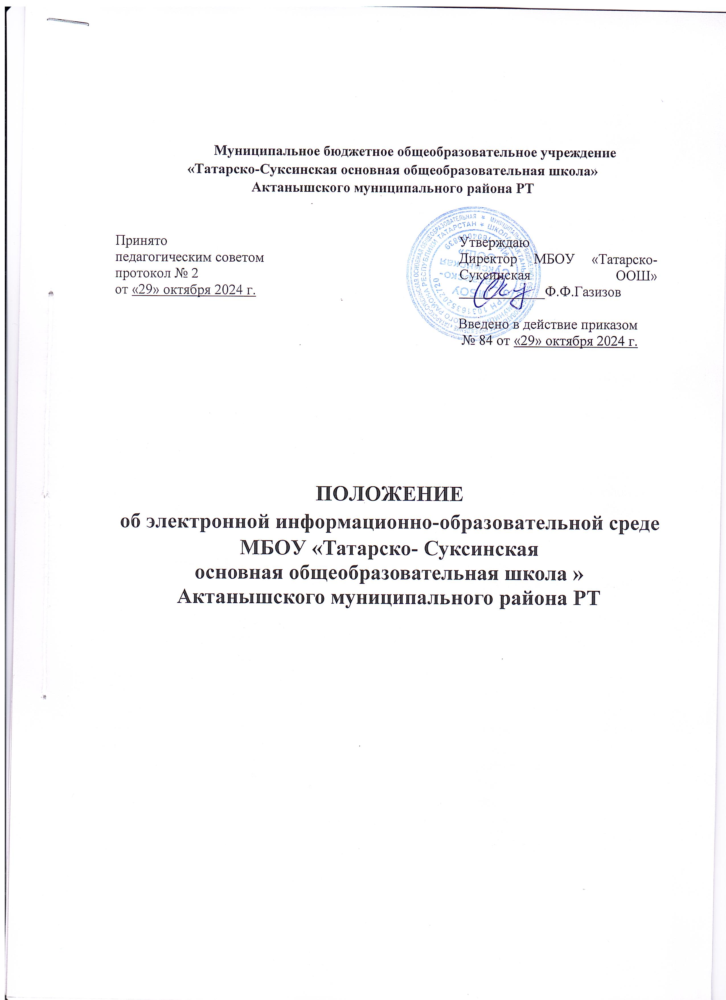 Муниципальное бюджетное общеобразовательное учреждение
«Татарско-Суксинская основная общеобразовательная школа»
Актанышского муниципального района РТ
Принято
педагогическим советом
протокол № 2
от «29» октября 2024 г.
Утверждаю
Директор МБОУ «Татарско-
Суксинская ООШ»
Ф.Ф.Газизов
Введено в действие приказом
№ 84 от «29» октября 2024 г.
ПОЛОЖЕНИЕ
об электронной информационно-образовательной среде
МБОУ «Татарско- Суксинская
основная общеобразовательная школа »
Актанышского муниципального района РТ